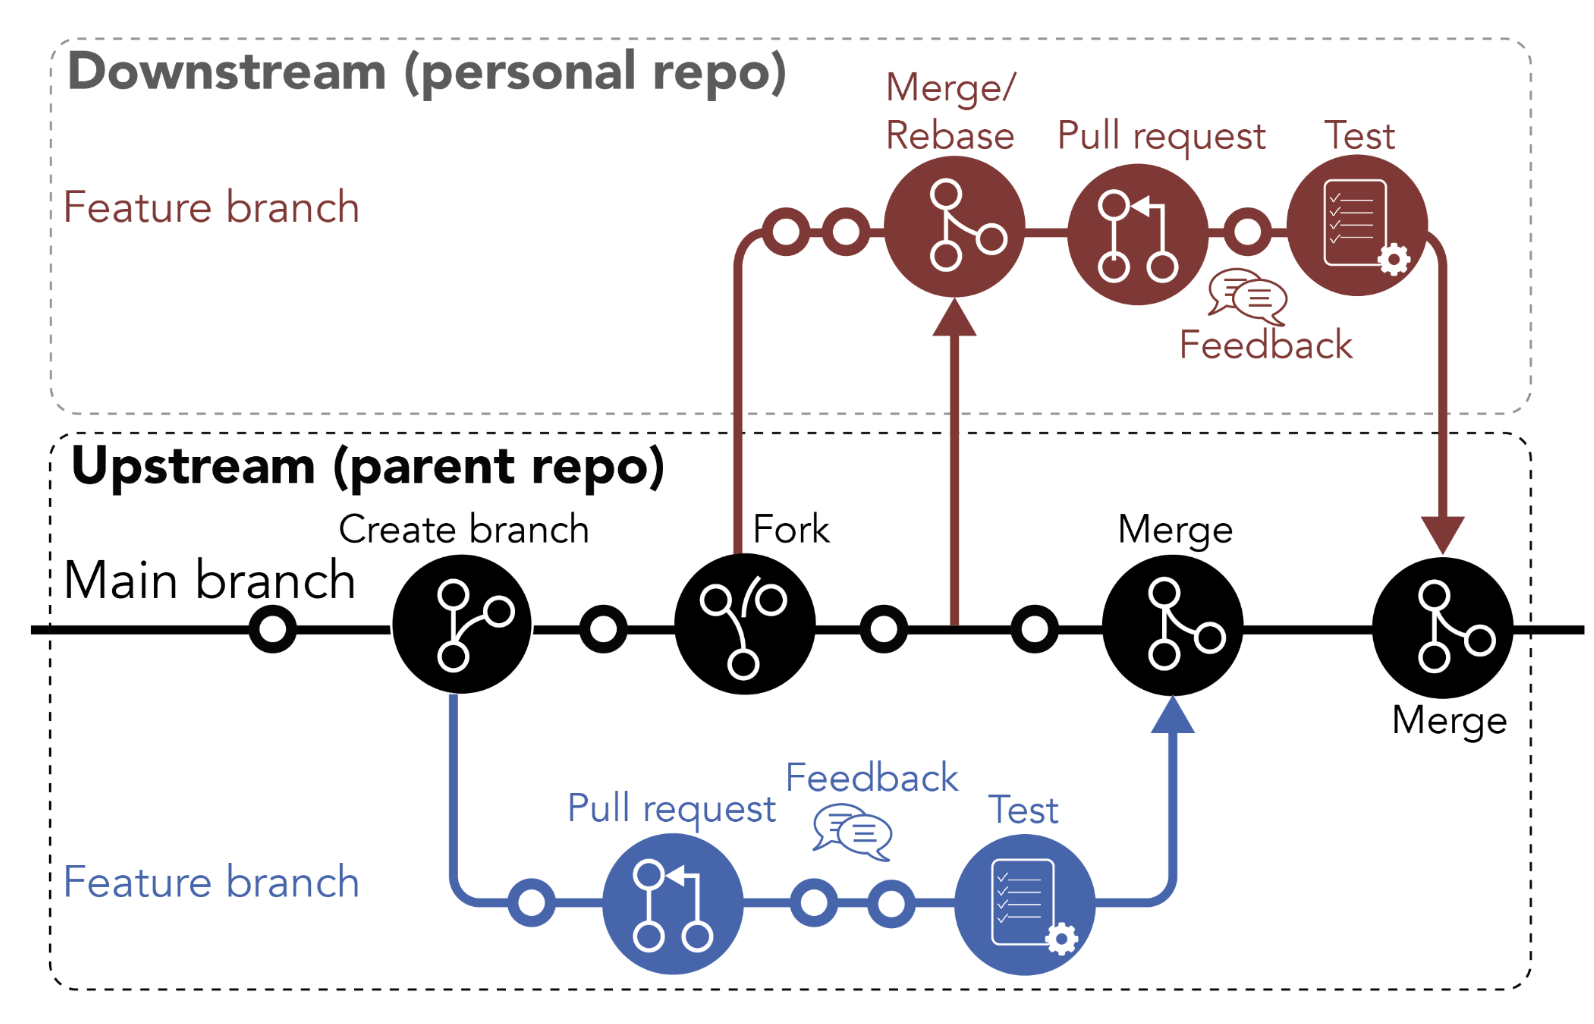 Downstream (personal repo)
Merge/
Rebase
Pull request
Test
Feature branch
Feedback
Upstream (parent repo)
Create branch
Fork
Merge
Main branch
Merge
Feedback
Pull request
Test
Feature branch